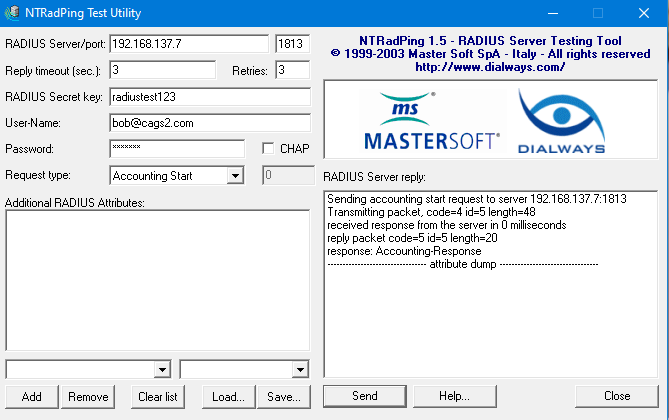 NTRadPing Test Utility
RADIUS Server/port: 192.168.137.7 1813
Reply timeout (sec.): 3 Retries: 3
RADIUS Secret key: radiustest123
User-Name: bob@cags2.com
Password: xxxxxxx CHAP
Request type: Accounting Start 0
Additional RADIUS Attributes:
Add Remove Clear list Load... Save...
NTRadPing 1.5 - RADIUS Server Testing Tool
© 1999-2003 Master Soft SpA - Italy - All rights reserved
http://www.dialways.com/
ms
MASTERSOFT®
DIALWAYS
RADIUS Server reply:
Sending accounting start request to server 192.168.137.7:1813
Transmitting packet, code=4 id=5 length=48
received response from the server in 0 milliseconds
reply packet code=5 id=5 length=20
response: Accounting-Response
--------------------------------- attribute dump ---------------------------------
Send Help... Close